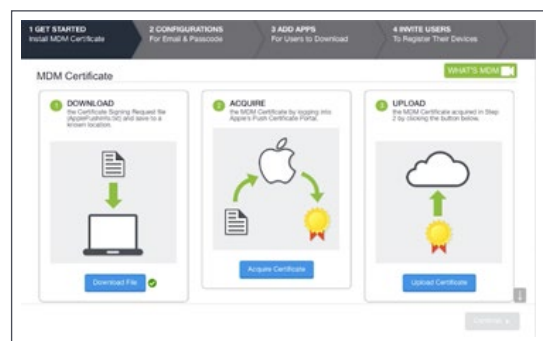 1 GET STARTED
Install MDM Certificate
2 CONFIGURATIONS
For Email & Passcode
3 ADD APPS
For Users to Download
4 INVITE USERS
To Register Their Devices
MDM Certificate
WHAT'S MDM
1 DOWNLOAD
the Certificate Signing Request file
(ApplePushMs.txt) and save to a
known location.
Download File
2 ACQUIRE
the MDM Certificate by logging into
Apple's Push Certificate Portal.
Acquire Certificate
3 UPLOAD
the MDM Certificate acquired in Step
2 by clicking the button below.
Upload Certificate